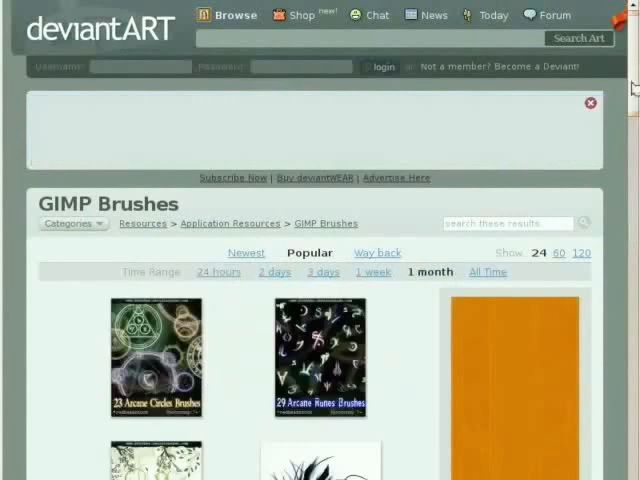 deviantART
Browse Shop new! Chat News Today Forum
Search Art
Username: Password: login Not a member? Become a Deviant!
Subscribe Now | Buy deviantWEAR | Advertise Here
GIMP Brushes
Categories Resources > Application Resources > GIMP Brushes search these results
Newest Popular Way back Show 24 60 120
Time Range 24 hours 2 days 3 days 1 week 1 month All Time
23 Arcane Circles Brushes
29 Arcane Runes Brushes